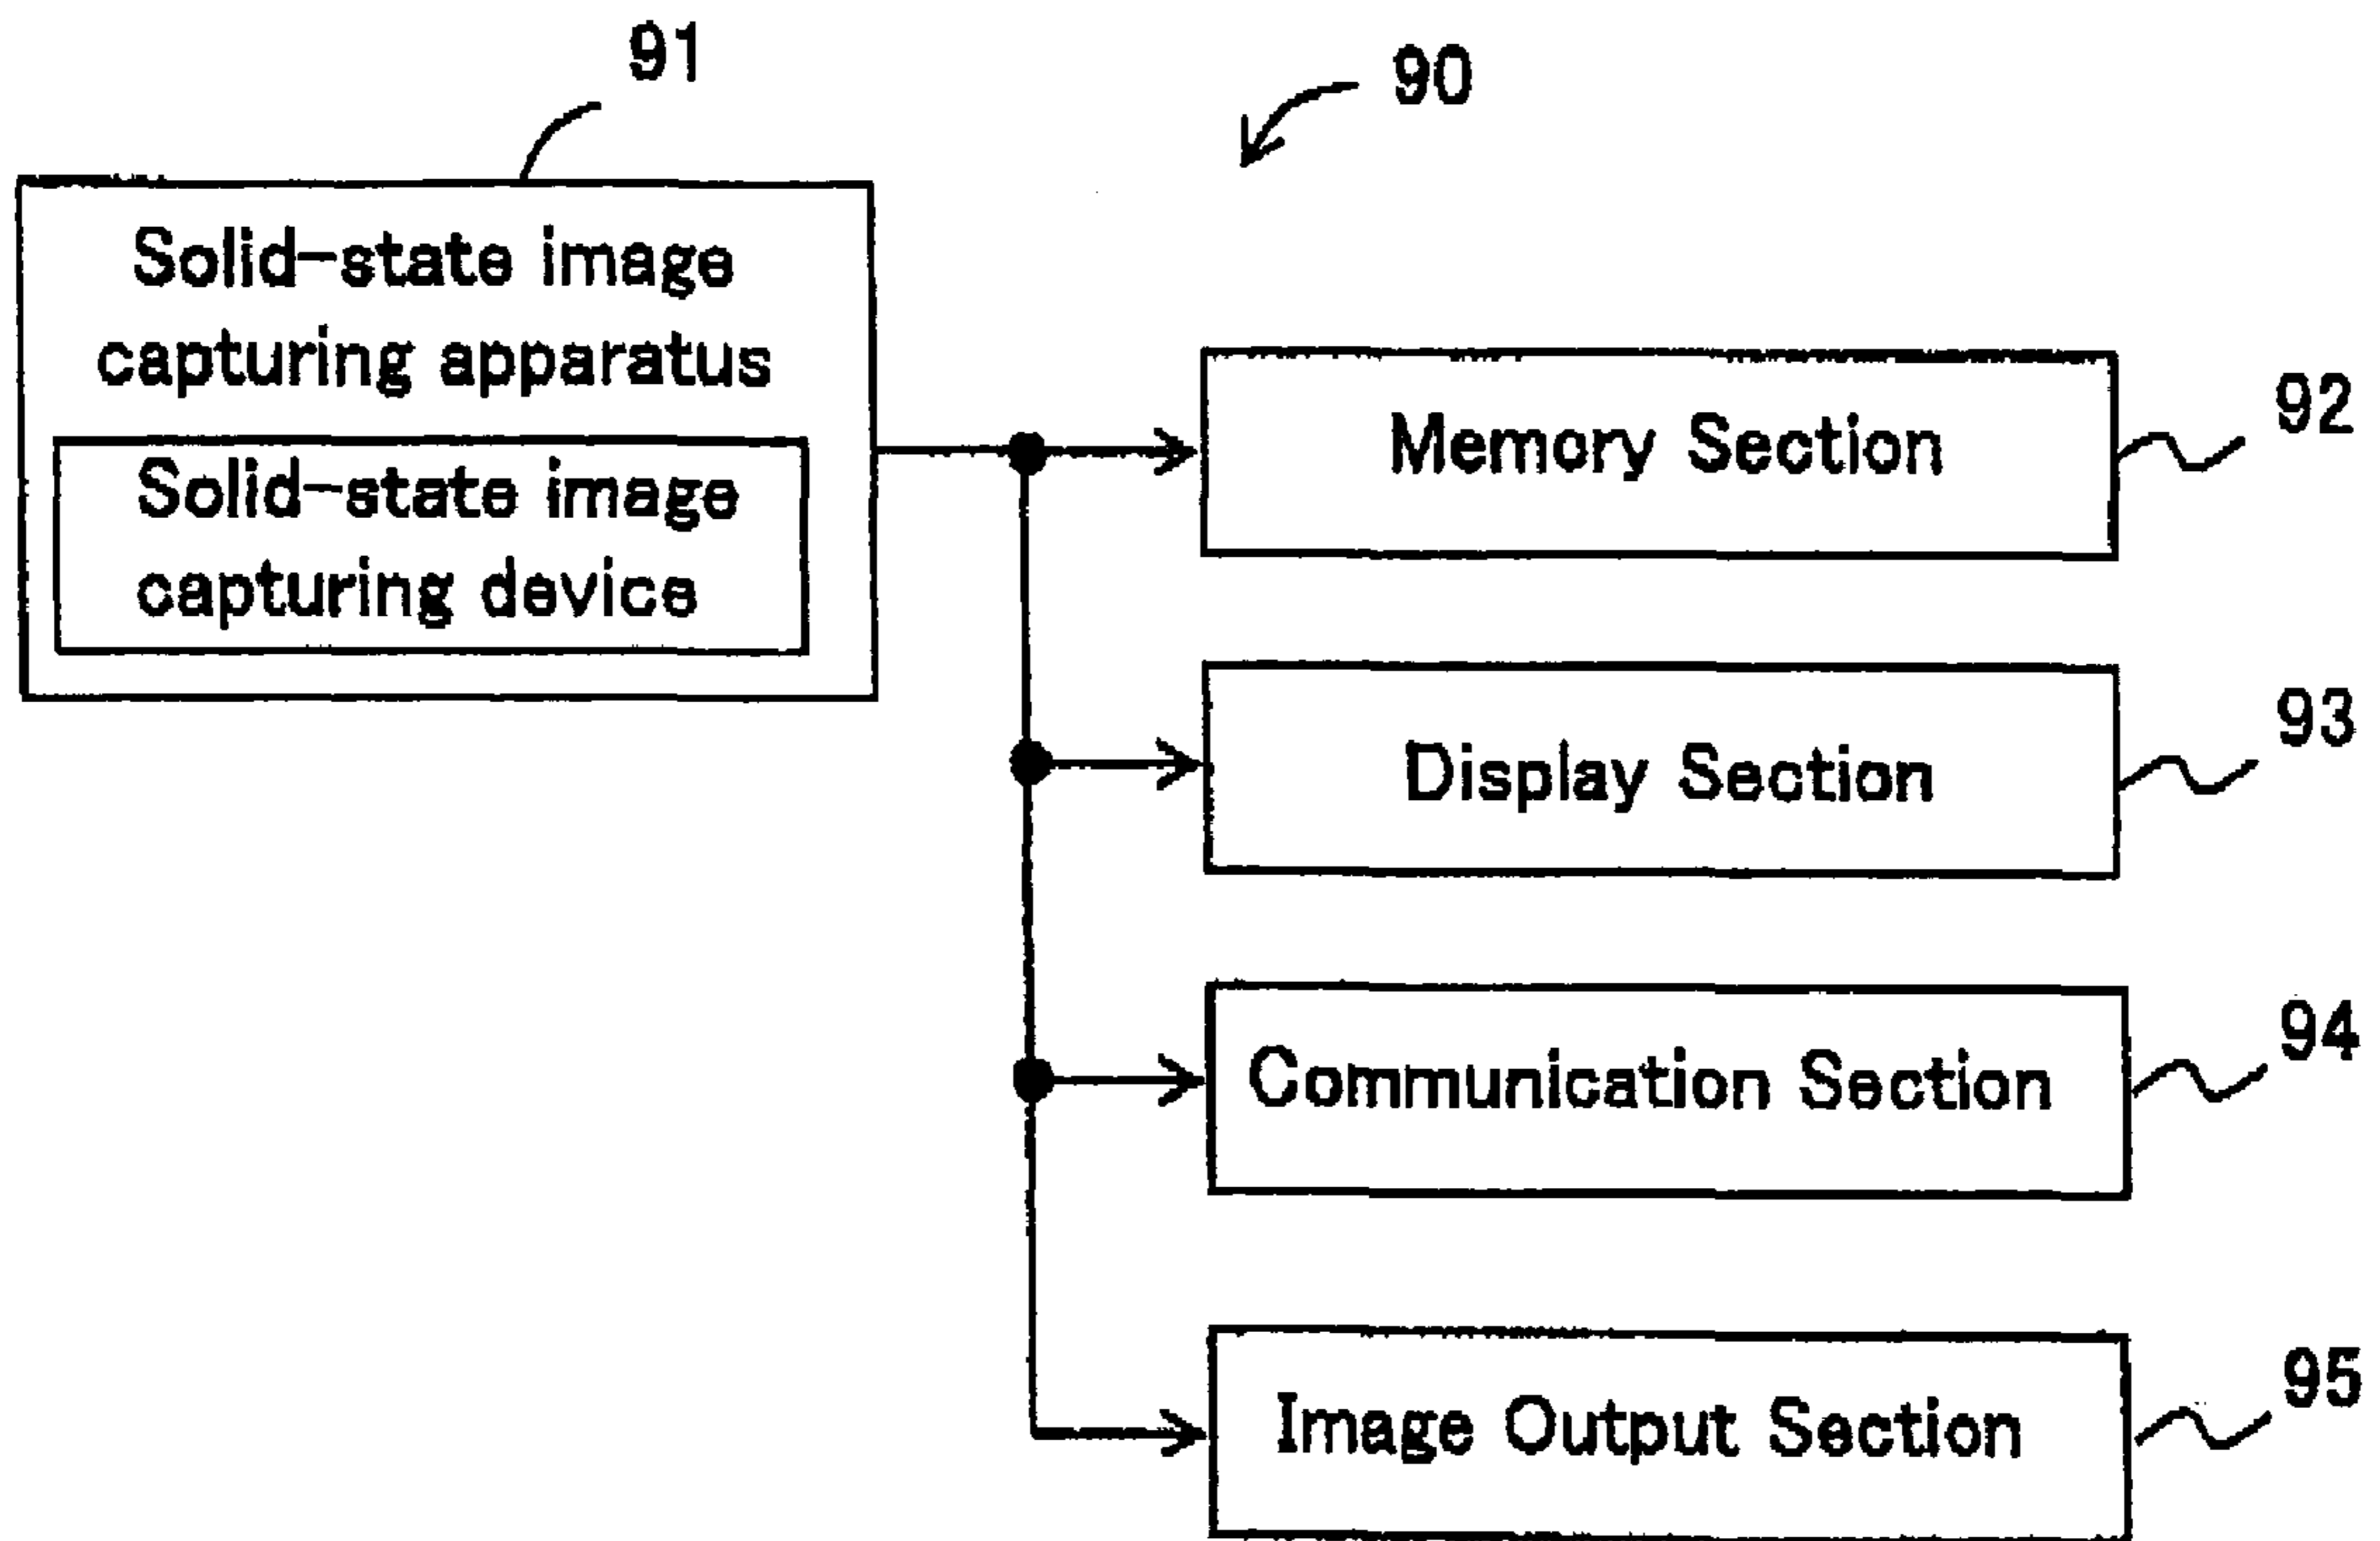 91
90
Solid-state image
capturing apparatus
Solid-state image
capturing device
Memory Section
92
Display Section
93
Communication Section
94
Image Output Section
95